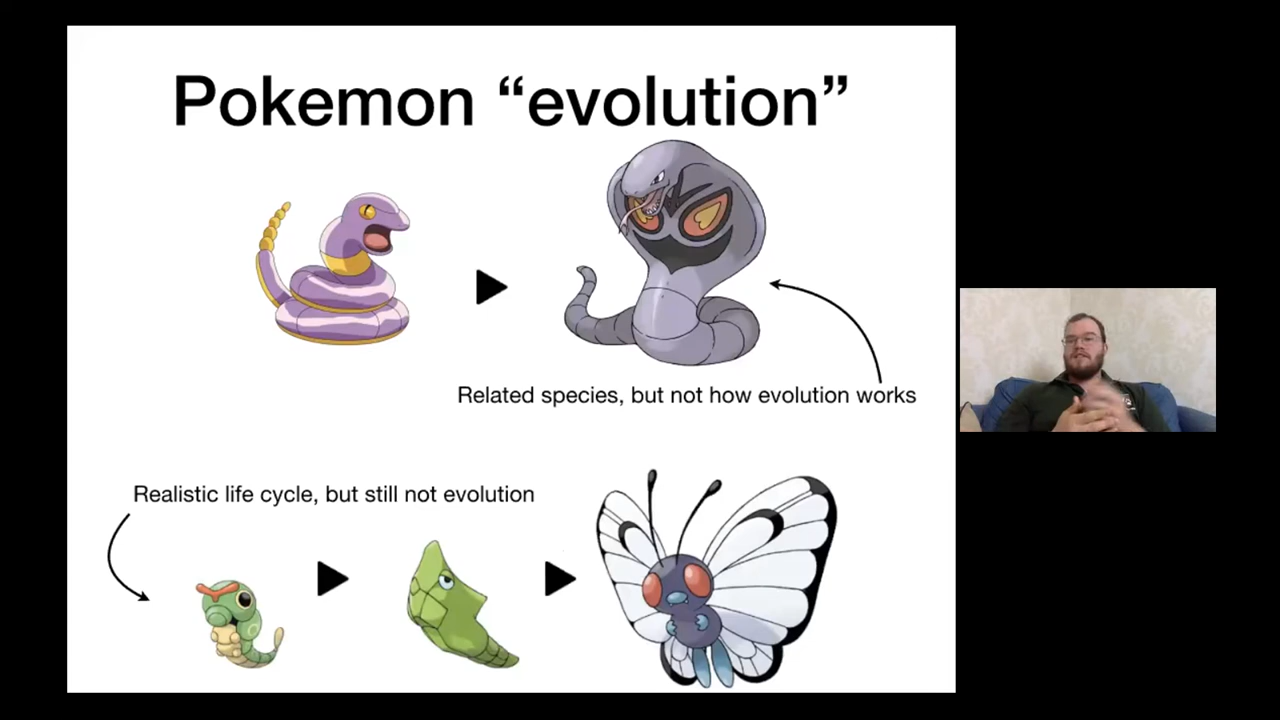 Pokemon “evolution”
Related species, but not how evolution works
Realistic life cycle, but still not evolution